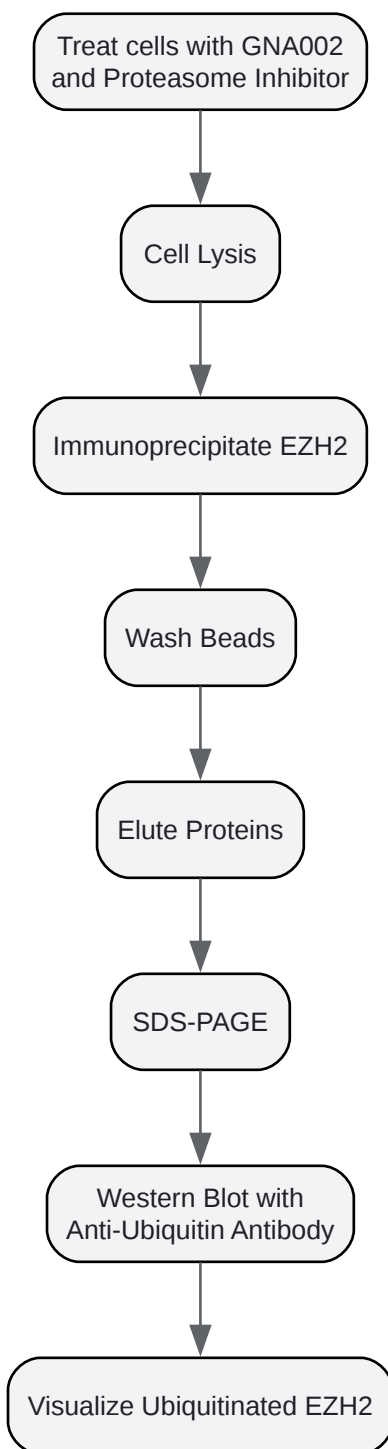 Treat cells with GNA002
and Proteasome Inhibitor
Cell Lysis
Immunoprecipitate EZH2
Wash Beads
Elute Proteins
SDS-PAGE
Western Blot with
Anti-Ubiquitin Antibody
Visualize Ubiquitinated EZH2